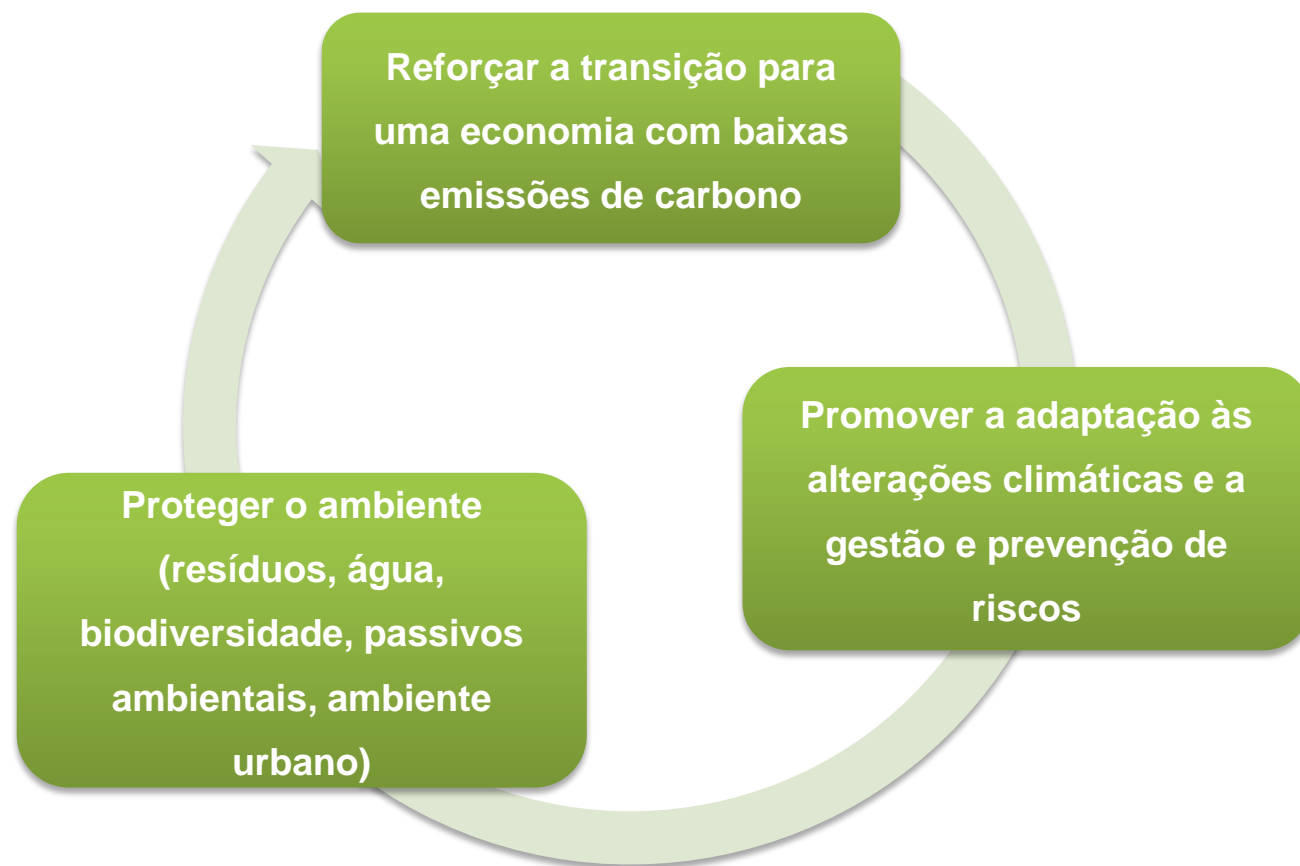 Reforçar a transição para
uma economia com baixas
emissões de carbono
Promover a adaptação às
alterações climáticas e a
gestão e prevenção de
riscos
Proteger o ambiente
(resíduos, água,
biodiversidade, passivos
ambientais, ambiente
urbano)